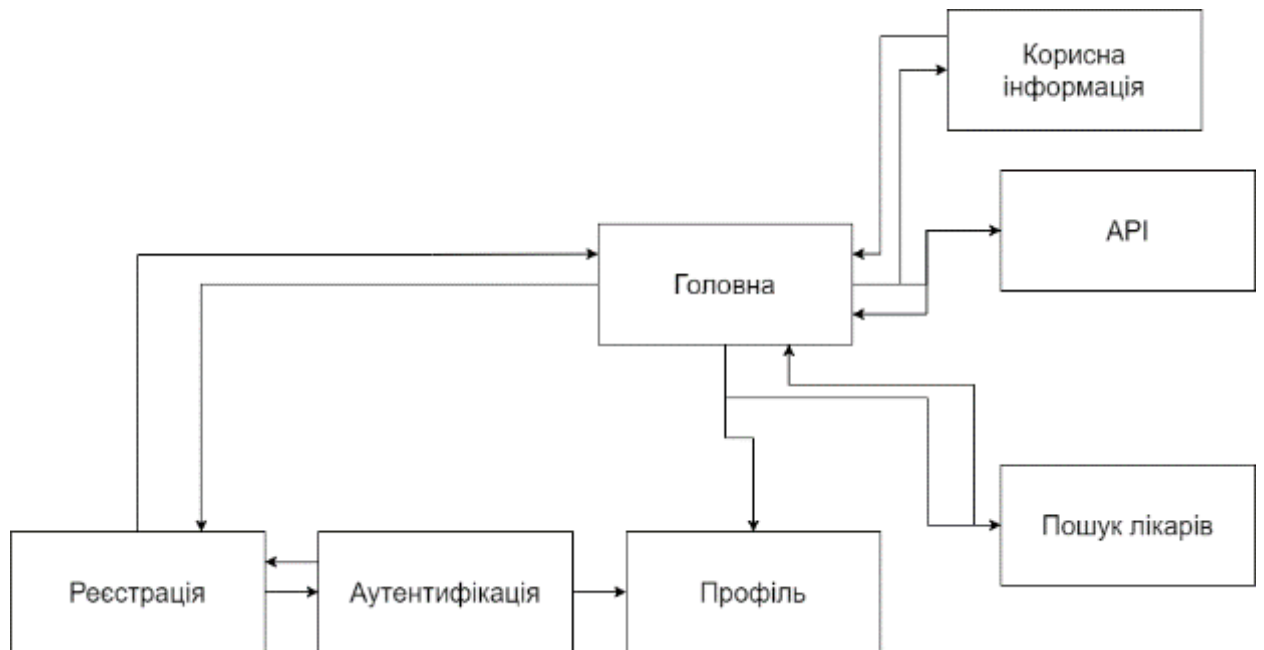 Корисна
інформація
API
Головна
Пошук лікарів
Реєстрація
Аутентифікація
Профіль